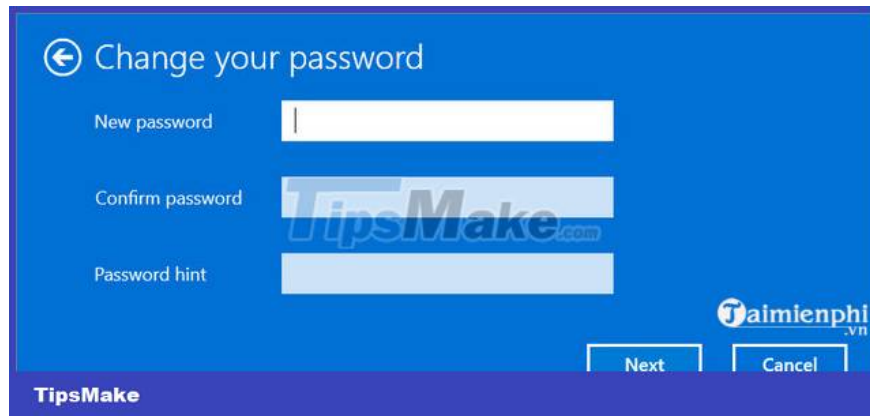 Change your password
New password
Confirm password
TipsMake.com
Password hint
Taimienphi
.vn
Next
Cancel
TipsMake